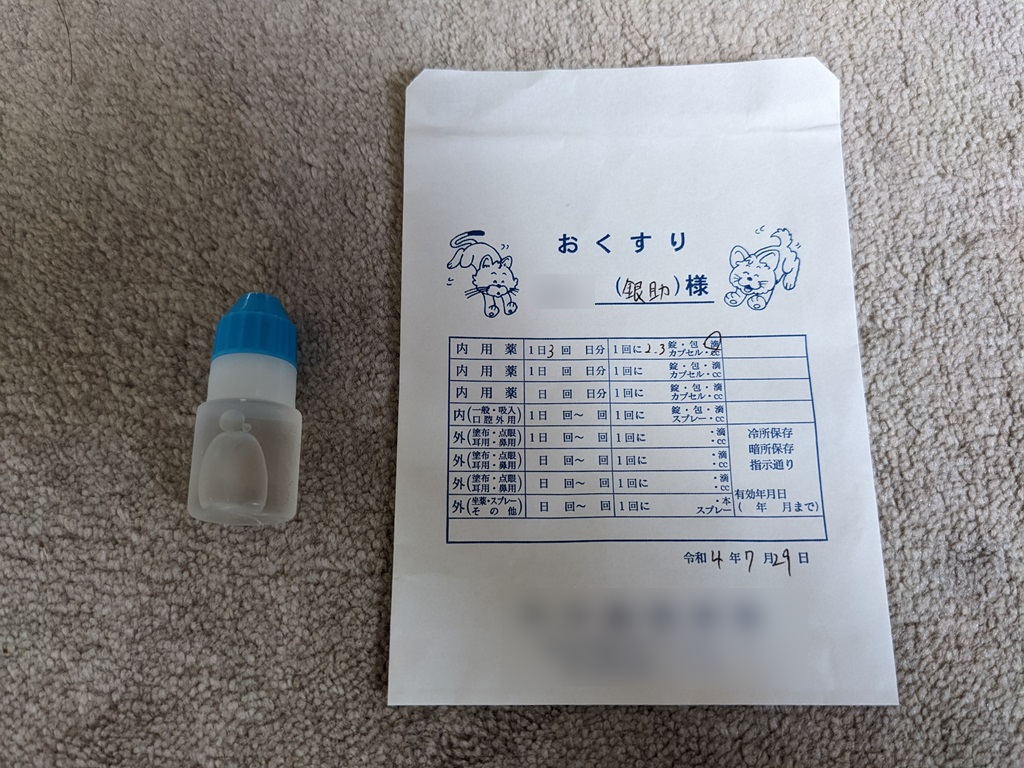 おくすり
(銀助)様
内用薬 1日3回 日分 1回に2.3 錠・包・滴 カプセル・cc
内用薬 1日 回 日分 1回に 錠・包・滴 カプセル・cc
内用薬 日 回 日分 1回に 錠・包・滴 カプセル・cc
内(一般・吸入 口腔外用) 1日 回〜 回 1回に 錠・包・滴 スプレー・cc
外(塗布・点眼 耳用・鼻用) 1日 回〜 回 1回に ・滴 ・cc
外(塗布・点眼 耳用・鼻用) 日 回〜 回 1回に ・滴 ・cc
外(塗布・点眼 耳用・鼻用) 日 回〜 回 1回に ・滴 ・cc
外(坐薬・スプレー その他) 日 回〜 回 1回に ・本 スプレー
冷所保存
暗所保存
指示通り
有効年月日
( 年 月まで)
令和4年7月29日